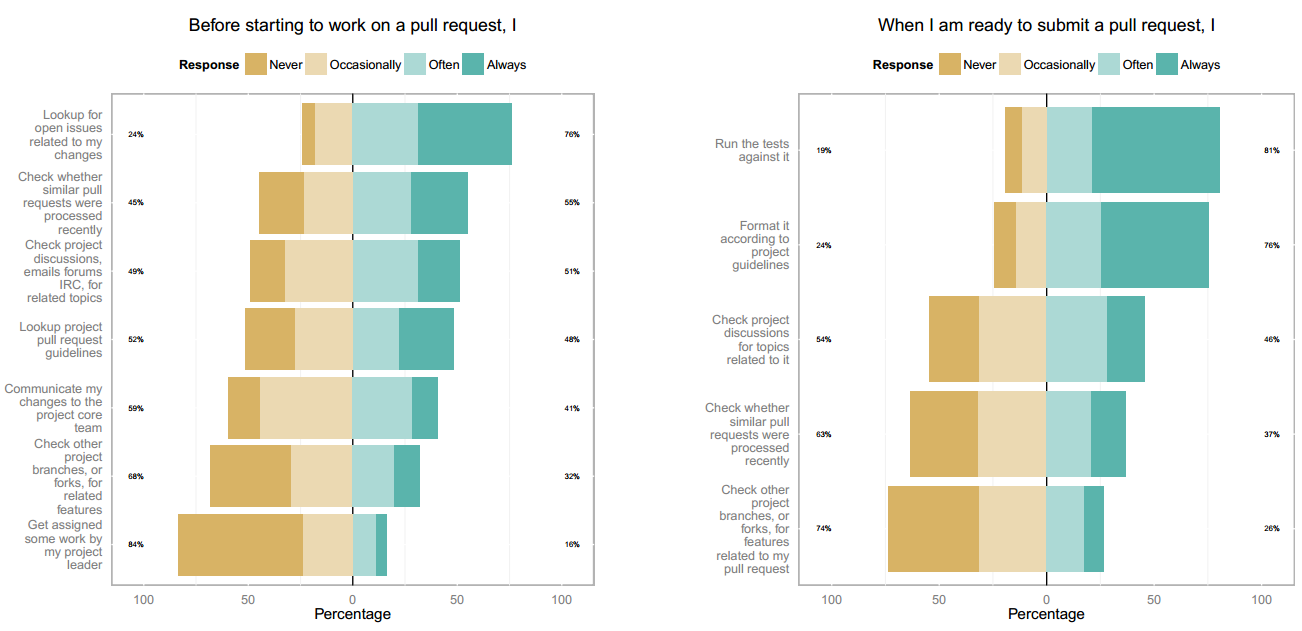 Before starting to work on a pull request, I
Response Never Occasionally Often Always
Lookup for
open issues
related to my
changes
24%
76%
Check whether
similar pull
requests were
processed
recently
45%
55%
Check project
discussions,
emails forums
IRC, for
related topics
49%
51%
Lookup project
pull request
guidelines
52%
48%
Communicate my
changes to the
project core
team
59%
41%
Check other
project
branches, or
forks, for
related
features
68%
32%
Get assigned
some work by
my project
leader
84%
16%
100 50 0 50 100
Percentage
When I am ready to submit a pull request, I
Response Never Occasionally Often Always
Run the tests
against it
19%
81%
Format it
according to
project
guidelines
24%
76%
Check project
discussions
for topics
related to it
54%
46%
Check whether
similar pull
requests were
processed
recently
63%
37%
Check other
project
branches, or
forks, for
features
related to my
pull request
74%
26%
100 50 0 50 100
Percentage